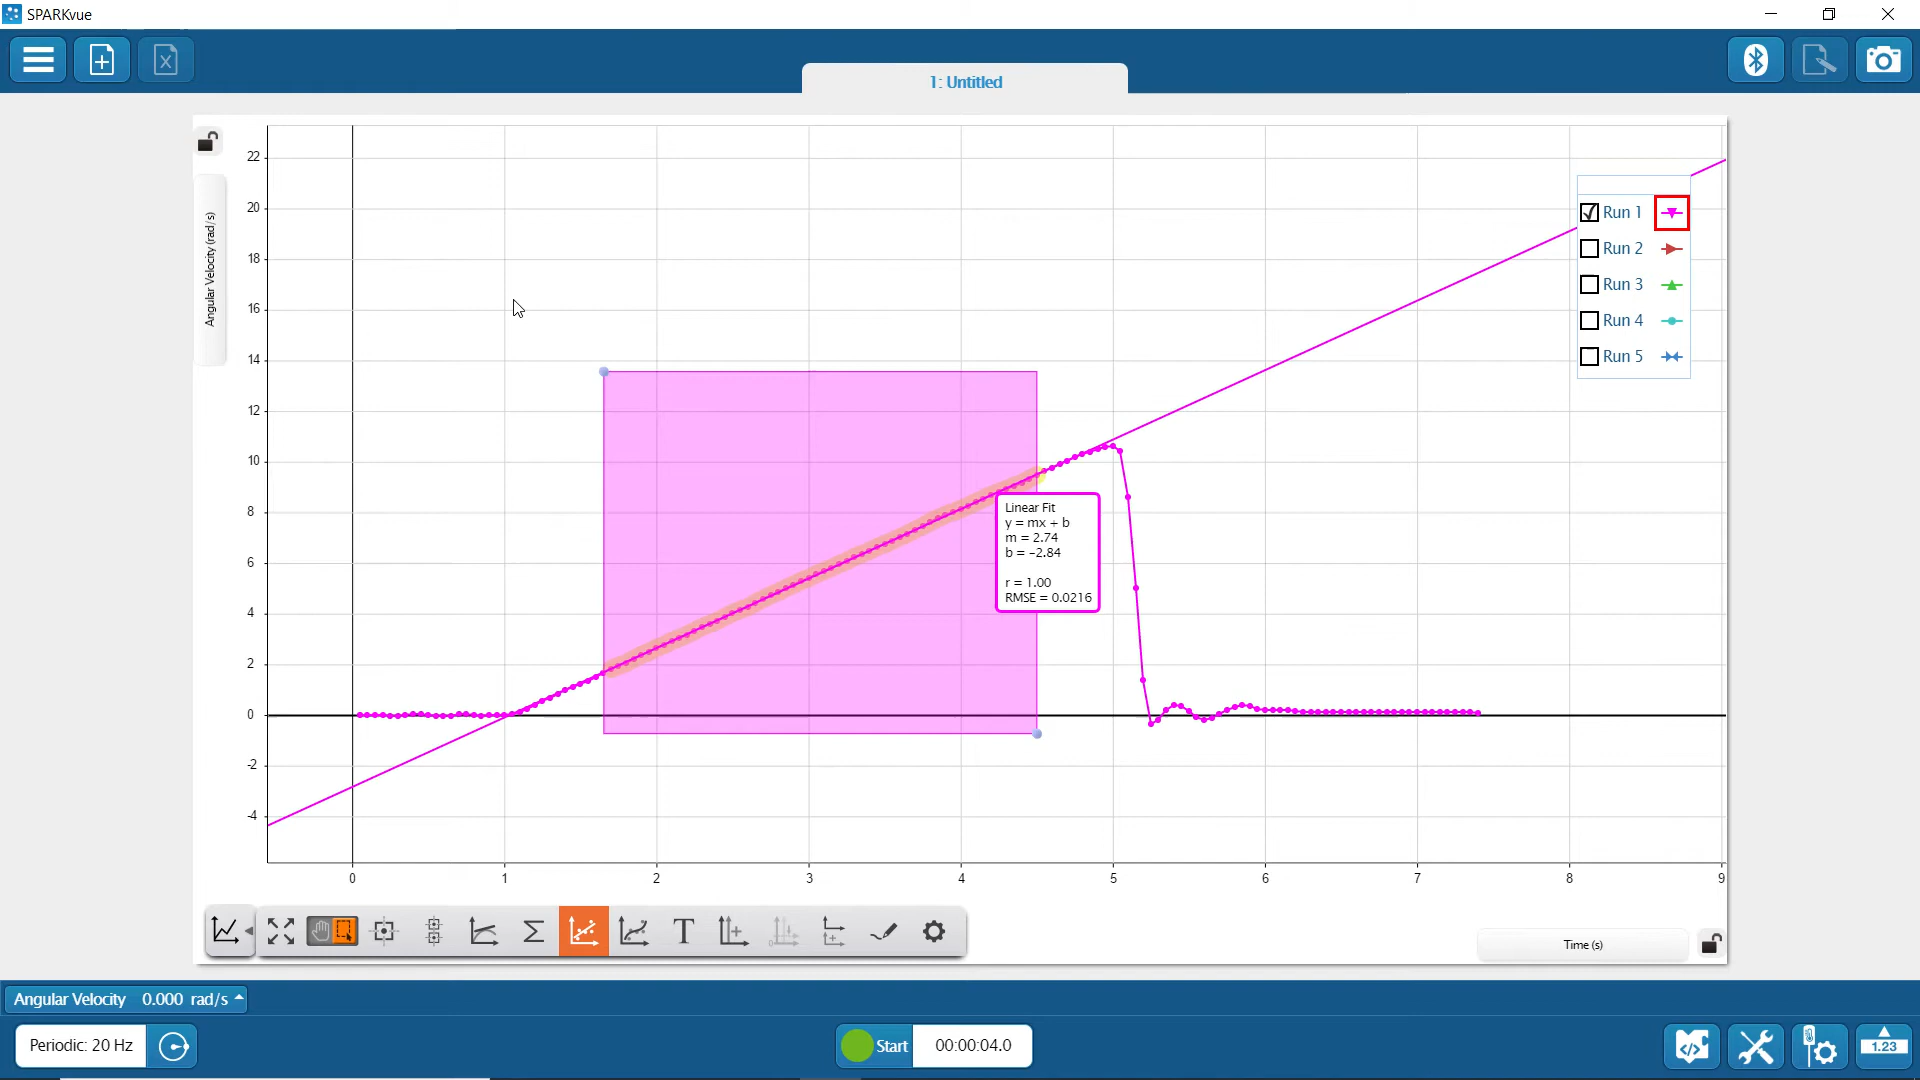 SPARKvue
1: Untitled
Angular Velocity (rad/s)
22
20
18
16
14
12
10
8
6
4
2
0
-2
-4
Run 1
Run 2
Run 3
Run 4
Run 5
Linear Fit
y = mx + b
m = 2.74
b = -2.84
r = 1.00
RMSE = 0.0216
0 1 2 3 4 5 6 7 8 9
Time (s)
Angular Velocity 0.000 rad/s
Periodic: 20 Hz
Start 00:00:04.0
1.23